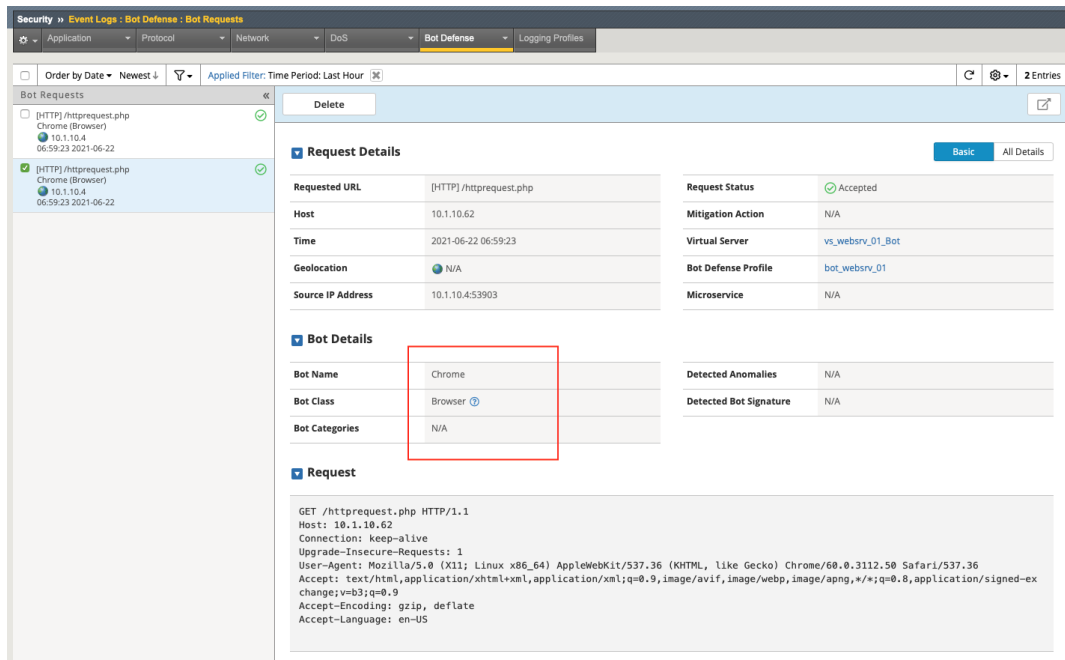 Security ›› Event Logs : Bot Defense : Bot Requests
Application Protocol Network DoS Bot Defense Logging Profiles
Order by Date Newest ↓ Applied Filter: Time Period: Last Hour 2 Entries
Bot Requests «
[HTTP] /httprequest.php
Chrome (Browser)
10.1.10.4
06:59:23 2021-06-22
[HTTP] /httprequest.php
Chrome (Browser)
10.1.10.4
06:59:23 2021-06-22
Delete
Request Details Basic All Details
Requested URL [HTTP] /httprequest.php Request Status Accepted
Host 10.1.10.62 Mitigation Action N/A
Time 2021-06-22 06:59:23 Virtual Server vs_websrv_01_Bot
Geolocation N/A Bot Defense Profile bot_websrv_01
Source IP Address 10.1.10.4:53903 Microservice N/A
Bot Details
Bot Name Chrome Detected Anomalies N/A
Bot Class Browser Detected Bot Signature N/A
Bot Categories N/A
Request
GET /httprequest.php HTTP/1.1
Host: 10.1.10.62
Connection: keep-alive
Upgrade-Insecure-Requests: 1
User-Agent: Mozilla/5.0 (X11; Linux x86_64) AppleWebKit/537.36 (KHTML, like Gecko) Chrome/60.0.3112.50 Safari/537.36
Accept: text/html,application/xhtml+xml,application/xml;q=0.9,image/avif,image/webp,image/apng,*/*;q=0.8,application/signed-ex
change;v=b3;q=0.9
Accept-Encoding: gzip, deflate
Accept-Language: en-US